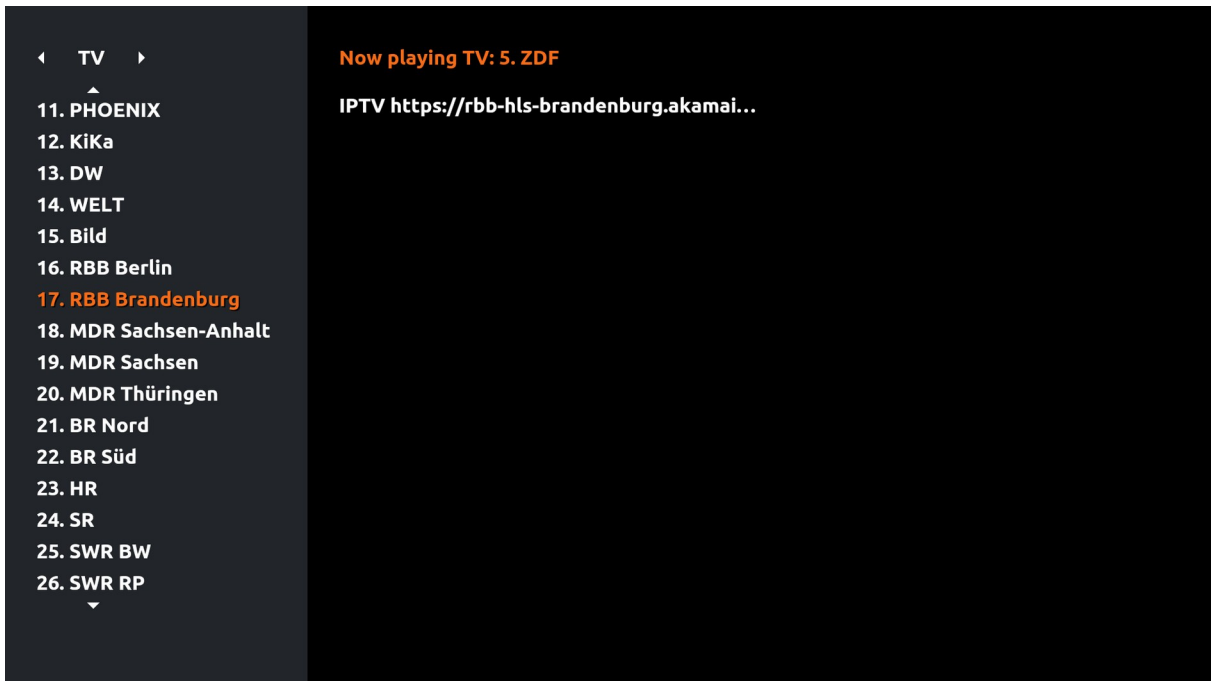 TV
11. PHOENIX
12. KiKa
13. DW
14. WELT
15. Bild
16. RBB Berlin
17. RBB Brandenburg
18. MDR Sachsen-Anhalt
19. MDR Sachsen
20. MDR Thüringen
21. BR Nord
22. BR Süd
23. HR
24. SR
25. SWR BW
26. SWR RP
Now playing TV: 5. ZDF
IPTV https://rbb-hls-brandenburg.akamai...